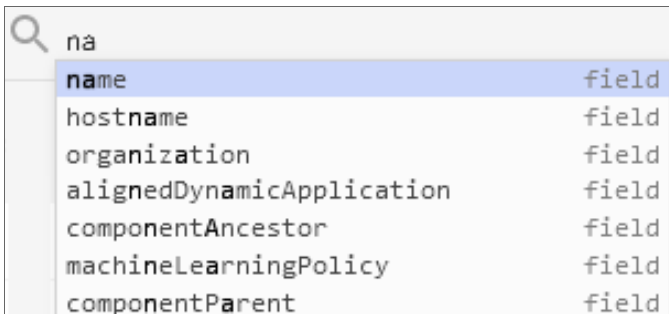 na
name field
hostname field
organization field
alignedDynamicApplication field
componentAncestor field
machineLearningPolicy field
componentParent field